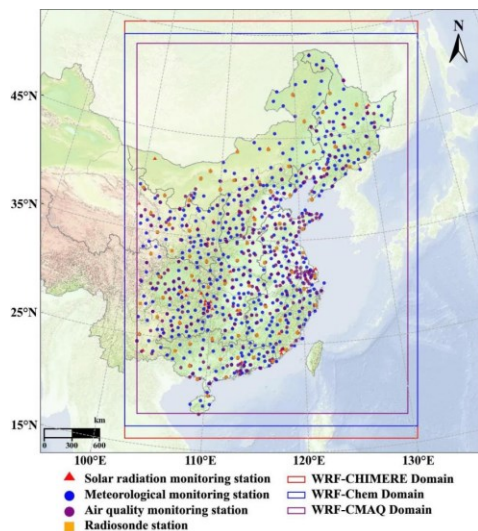 N
45°N
35°N
25°N
15°N
km
0 300 600
100°E 110°E 120°E 130°E
Solar radiation monitoring station
Meteorological monitoring station
Air quality monitoring station
Radiosonde station
WRF-CHIMERE Domain
WRF-Chem Domain
WRF-CMAQ Domain